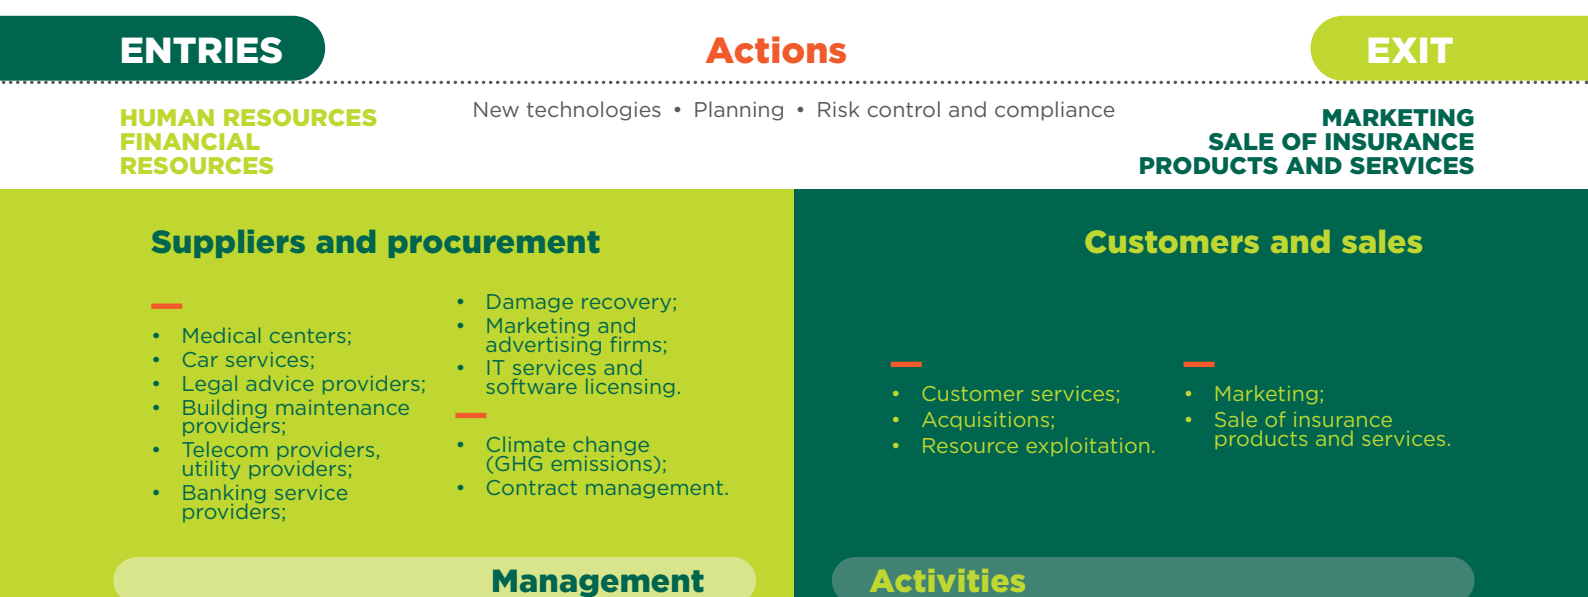 ENTRIES
Actions
EXIT
HUMAN RESOURCES
FINANCIAL
RESOURCES
New technologies • Planning • Risk control and compliance
MARKETING
SALE OF INSURANCE
PRODUCTS AND SERVICES
Suppliers and procurement
• Medical centers;
• Car services;
• Legal advice providers;
• Building maintenance
providers;
• Telecom providers,
utility providers;
• Banking service
providers;
• Damage recovery;
• Marketing and
advertising firms;
• IT services and
software licensing.
• Climate change
(GHG emissions);
• Contract management.
Customers and sales
• Customer services;
• Acquisitions;
• Resource exploitation.
• Marketing;
• Sale of insurance
products and services.
Management
Activities